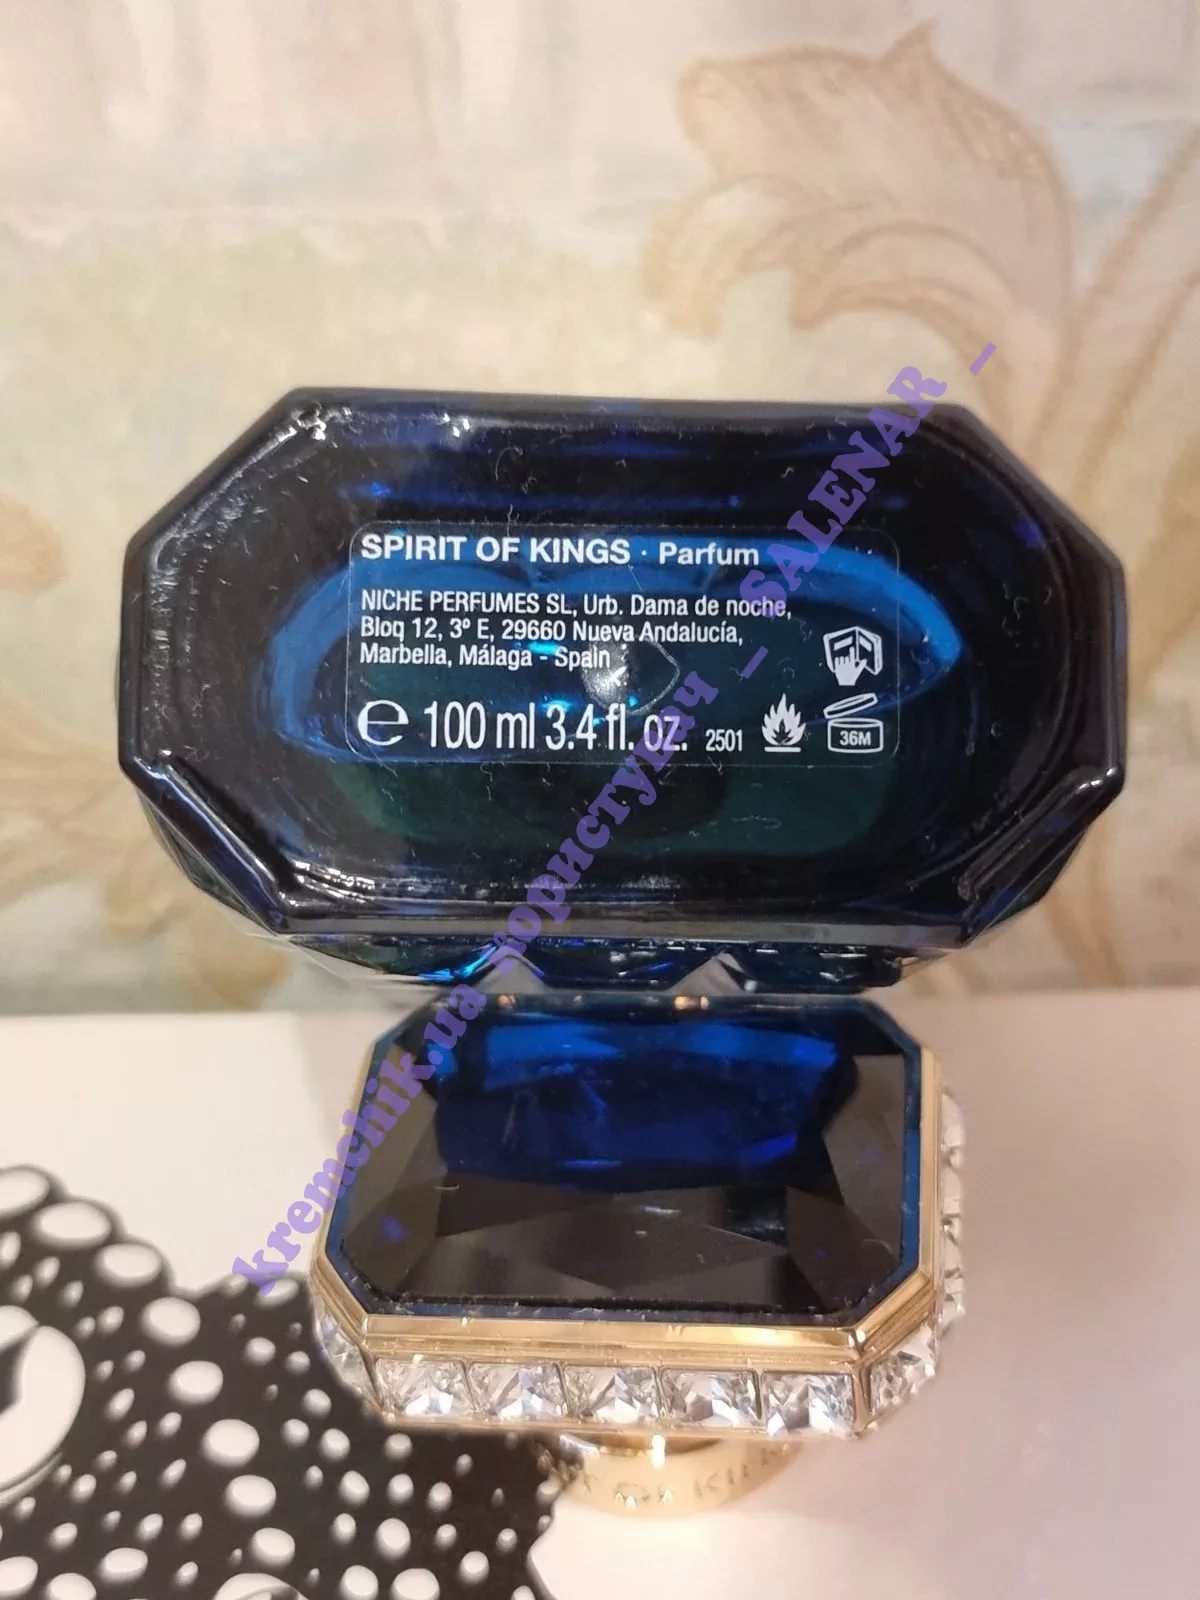 SPIRIT OF KINGS · Parfum
NICHE PERFUMES SL, Urb. Dama de noche,
Bloq 12, 3º E, 29660 Nueva Andalucía,
Marbella, Málaga - Spain
e 100 ml 3.4 fl. oz. 2501
36M
kremchik.ua користувач _ SALENAR _